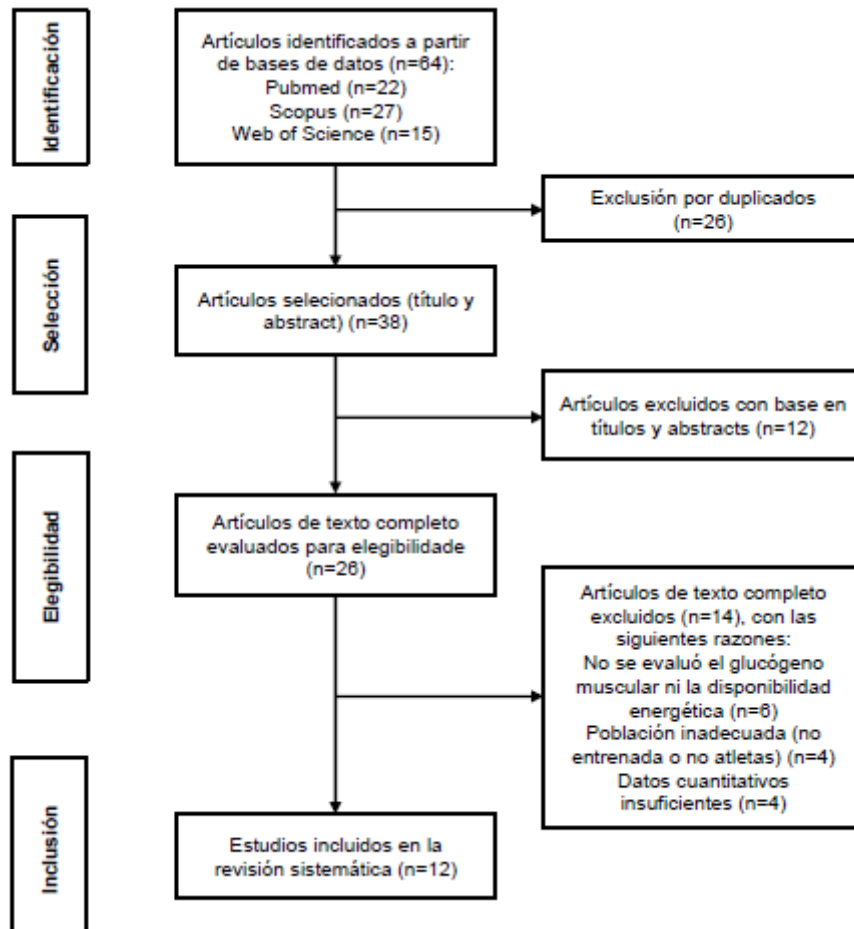 Identificación
Artículos identificados a partir
de bases de datos (n=64):
Pubmed (n=22)
Scopus (n=27)
Web of Science (n=15)
Exclusión por duplicados
(n=26)
Selección
Artículos selecionados (título y
abstract) (n=38)
Artículos excluidos con base en
títulos y abstracts (n=12)
Elegibilidad
Artículos de texto completo
evaluados para elegibilidade
(n=26)
Artículos de texto completo
excluidos (n=14), con las
siguientes razones:
No se evaluó el glucógeno
muscular ni la disponibilidad
energética (n=6)
Población inadecuada (no
entrenada o no atletas) (n=4)
Datos cuantitativos
insuficientes (n=4)
Inclusión
Estudios incluidos en la
revisión sistemática (n=12)